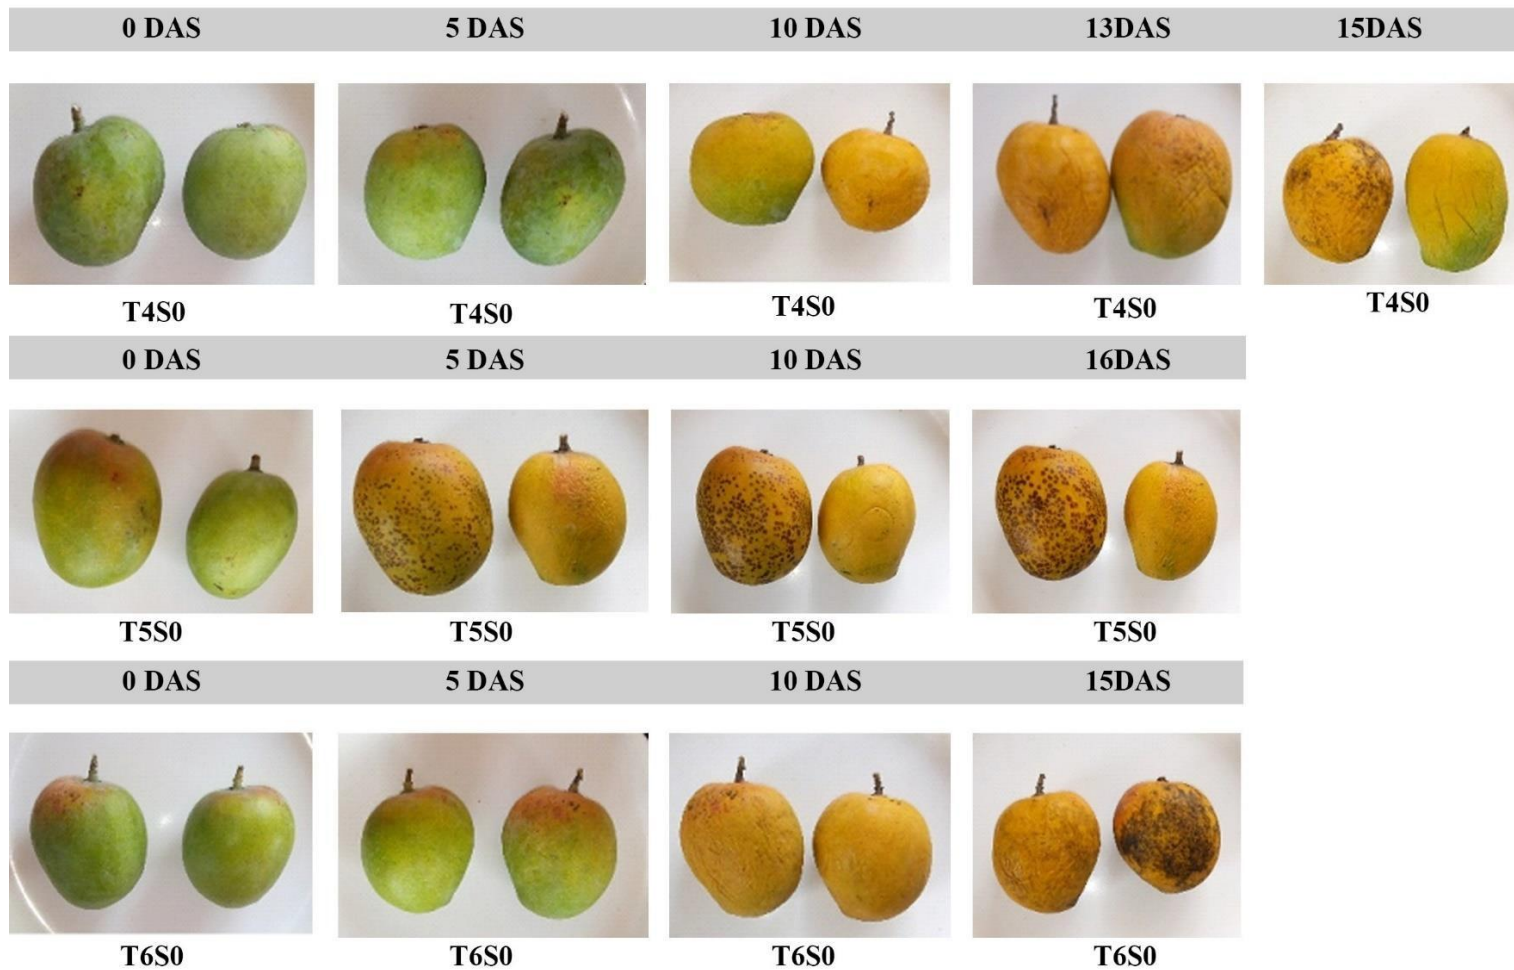 0 DAS 5 DAS 10 DAS 13DAS 15DAS
T4S0 T4S0 T4S0 T4S0 T4S0
0 DAS 5 DAS 10 DAS 16DAS
T5S0 T5S0 T5S0 T5S0
0 DAS 5 DAS 10 DAS 15DAS
T6S0 T6S0 T6S0 T6S0